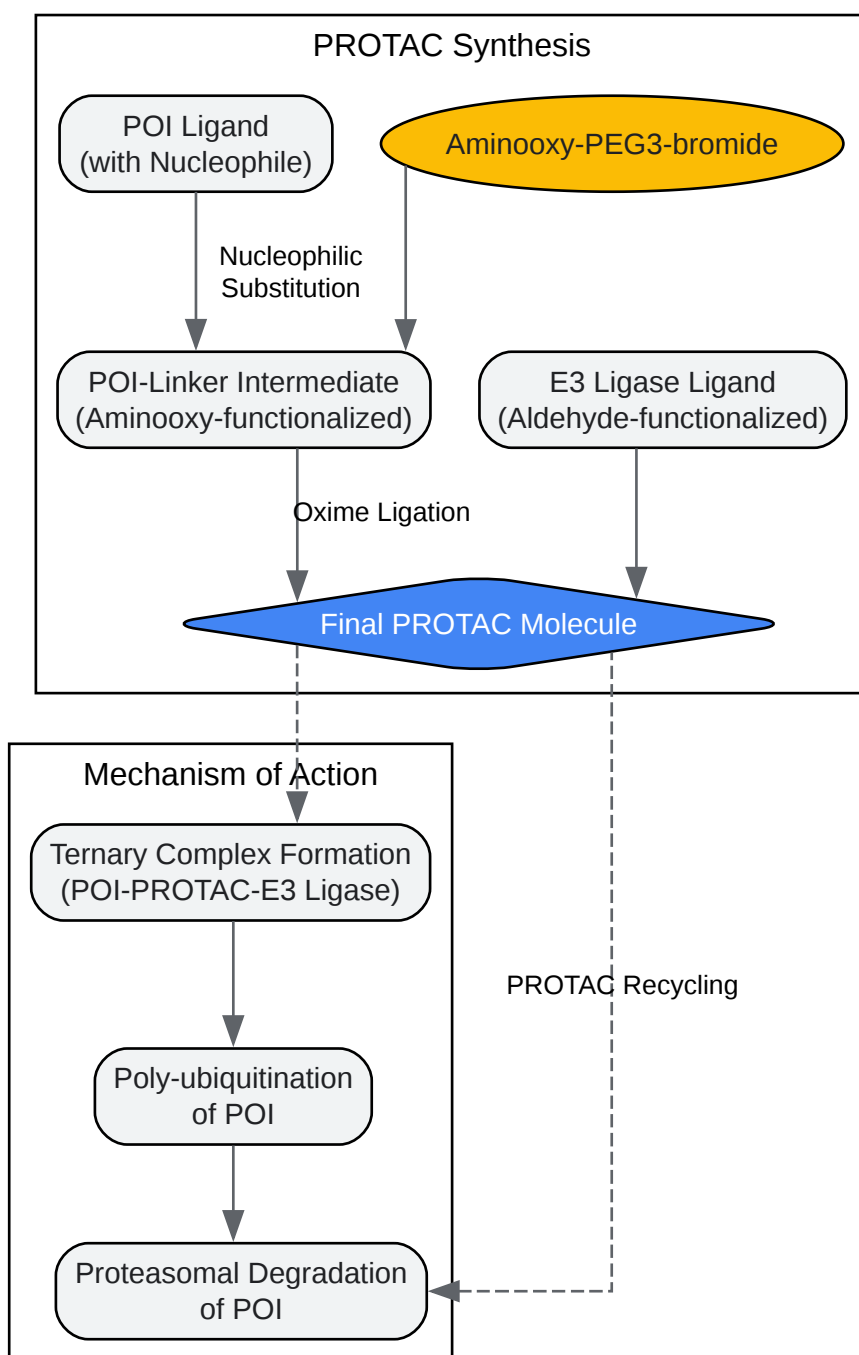 PROTAC Synthesis
POI Ligand
(with Nucleophile)
Aminooxy-PEG3-bromide
Nucleophilic
Substitution
POI-Linker Intermediate
(Aminooxy-functionalized)
E3 Ligase Ligand
(Aldehyde-functionalized)
Oxime Ligation
Final PROTAC Molecule
Mechanism of Action
Ternary Complex Formation
(POI-PROTAC-E3 Ligase)
PROTAC Recycling
Poly-ubiquitination
of POI
Proteasomal Degradation
of POI